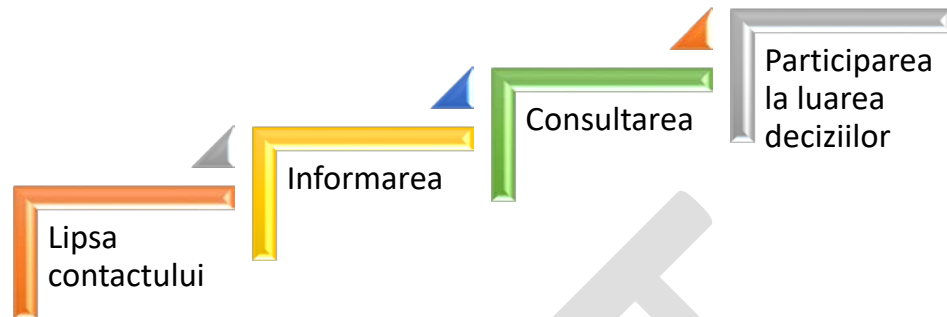 Lipsa
contactului
Informarea
Consultarea
Participarea
la luarea
deciziilor